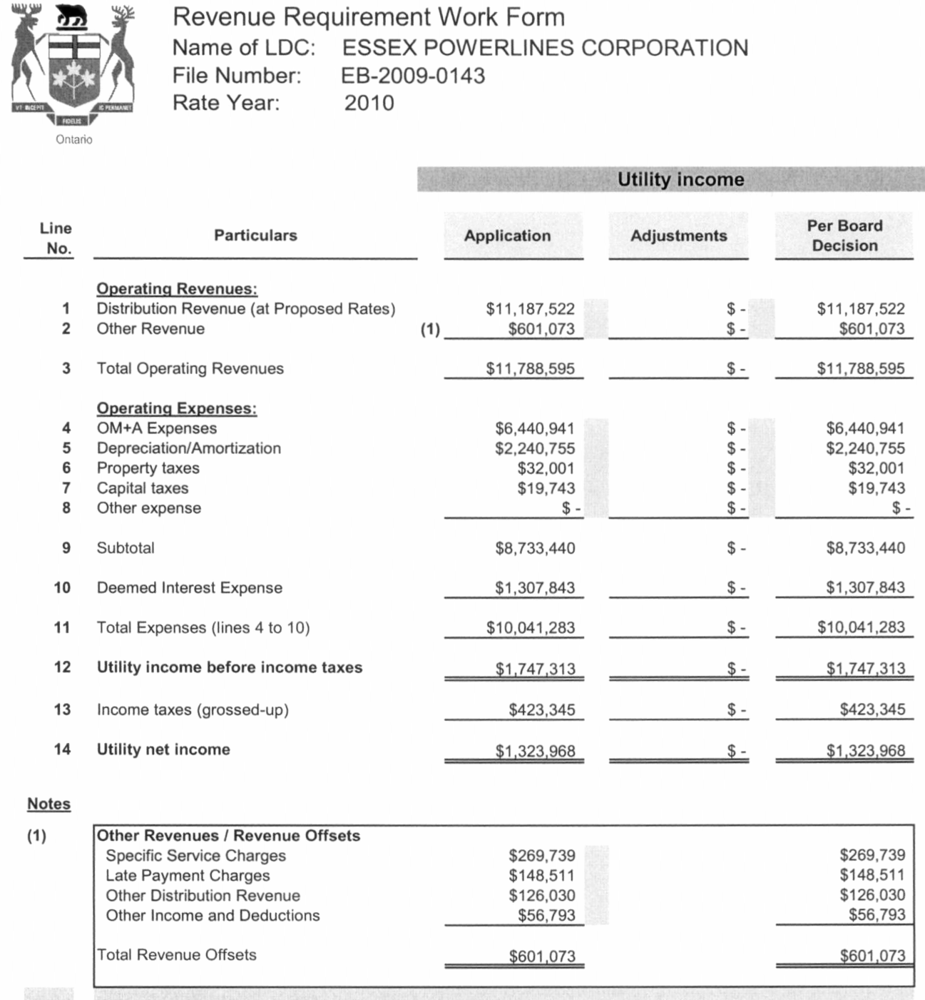 Revenue Requirement Work Form
Name of LDC: ESSEX POWERLINES CORPORATION
File Number: EB-2009-0143
Rate Year: 2010
VT INCEPIT
IC PERMANET
FIDELIS
Ontario
Utility income
Line No. Particulars Application Adjustments Per Board Decision
Operating Revenues:
1 Distribution Revenue (at Proposed Rates) $11,187,522 $ - $11,187,522
2 Other Revenue (1) $601,073 $ - $601,073
3 Total Operating Revenues $11,788,595 $ - $11,788,595
Operating Expenses:
4 OM+A Expenses $6,440,941 $ - $6,440,941
5 Depreciation/Amortization $2,240,755 $ - $2,240,755
6 Property taxes $32,001 $ - $32,001
7 Capital taxes $19,743 $ - $19,743
8 Other expense $ - $ - $ -
9 Subtotal $8,733,440 $ - $8,733,440
10 Deemed Interest Expense $1,307,843 $ - $1,307,843
11 Total Expenses (lines 4 to 10) $10,041,283 $ - $10,041,283
12 Utility income before income taxes $1,747,313 $ - $1,747,313
13 Income taxes (grossed-up) $423,345 $ - $423,345
14 Utility net income $1,323,968 $ - $1,323,968
Notes
(1) Other Revenues / Revenue Offsets
Specific Service Charges $269,739 $269,739
Late Payment Charges $148,511 $148,511
Other Distribution Revenue $126,030 $126,030
Other Income and Deductions $56,793 $56,793
Total Revenue Offsets $601,073 $601,073